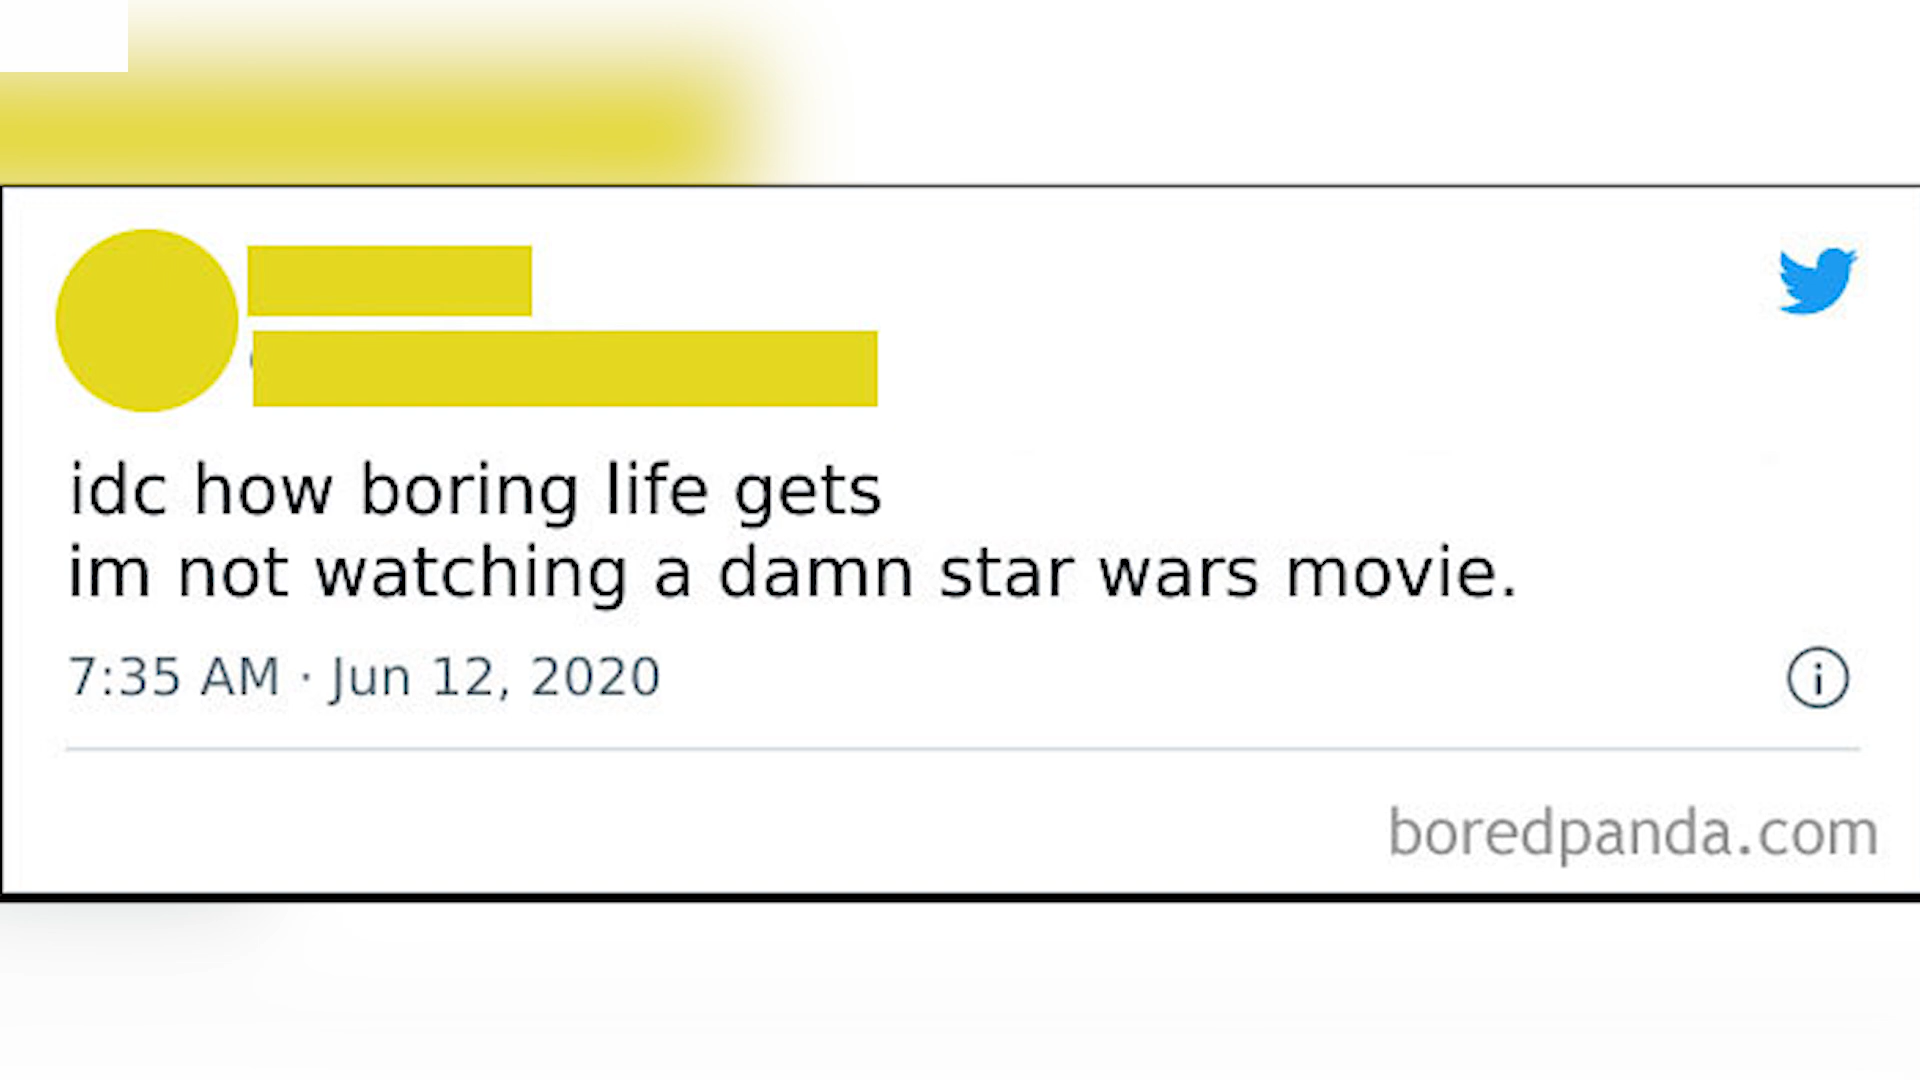 idc how boring life gets
im not watching a damn star wars movie.
7:35 AM · Jun 12, 2020
boredpanda.com